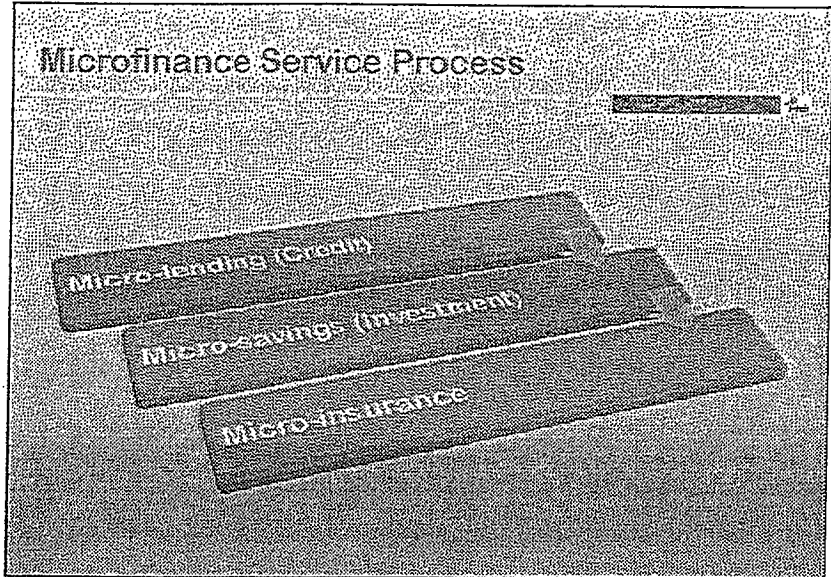 Microfinance Service Process
Micro-lending (Credit)
Micro-savings (Investment)
Micro-insurance